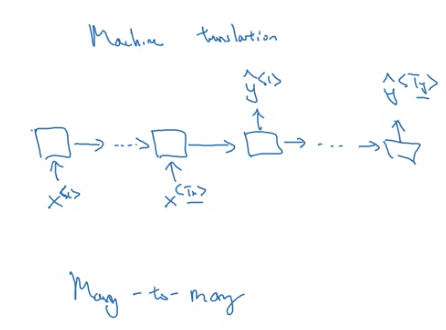 Machine translation
ŷ<1> ŷ<Ty>
x<1> x<Tx>
Many-to-many